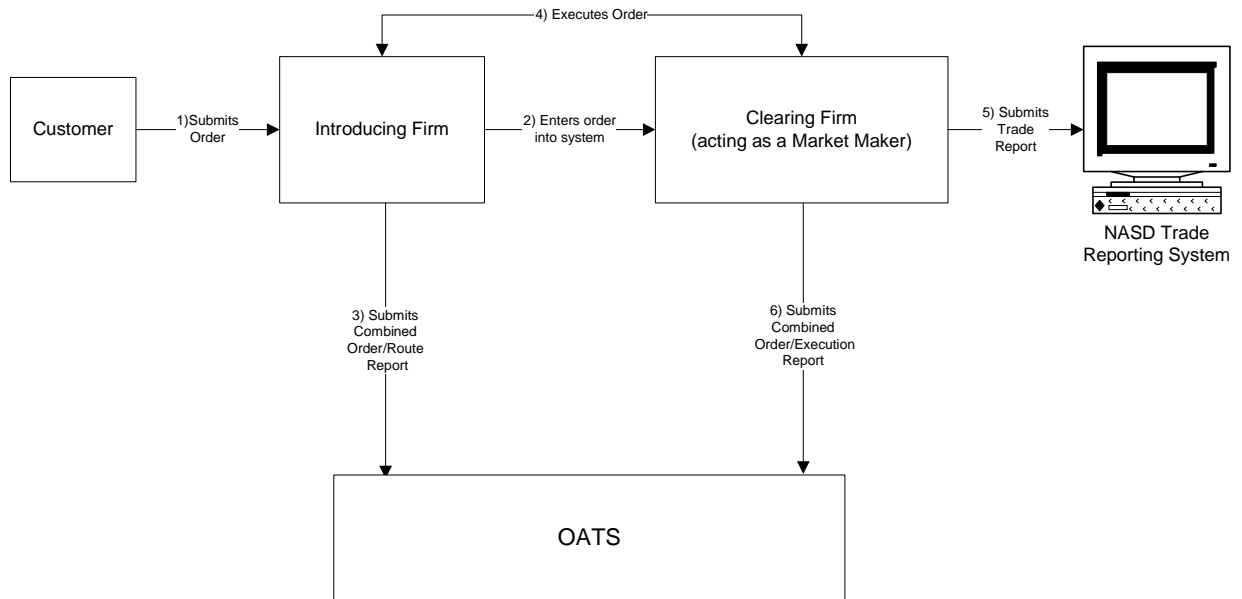 4) Executes Order
Customer
1)Submits
Order
Introducing Firm
2) Enters order
into system
Clearing Firm
(acting as a Market Maker)
5) Submits
Trade
Report
NASD Trade
Reporting System
3) Submits
Combined
Order/Route
Report
6) Submits
Combined
Order/Execution
Report
OATS